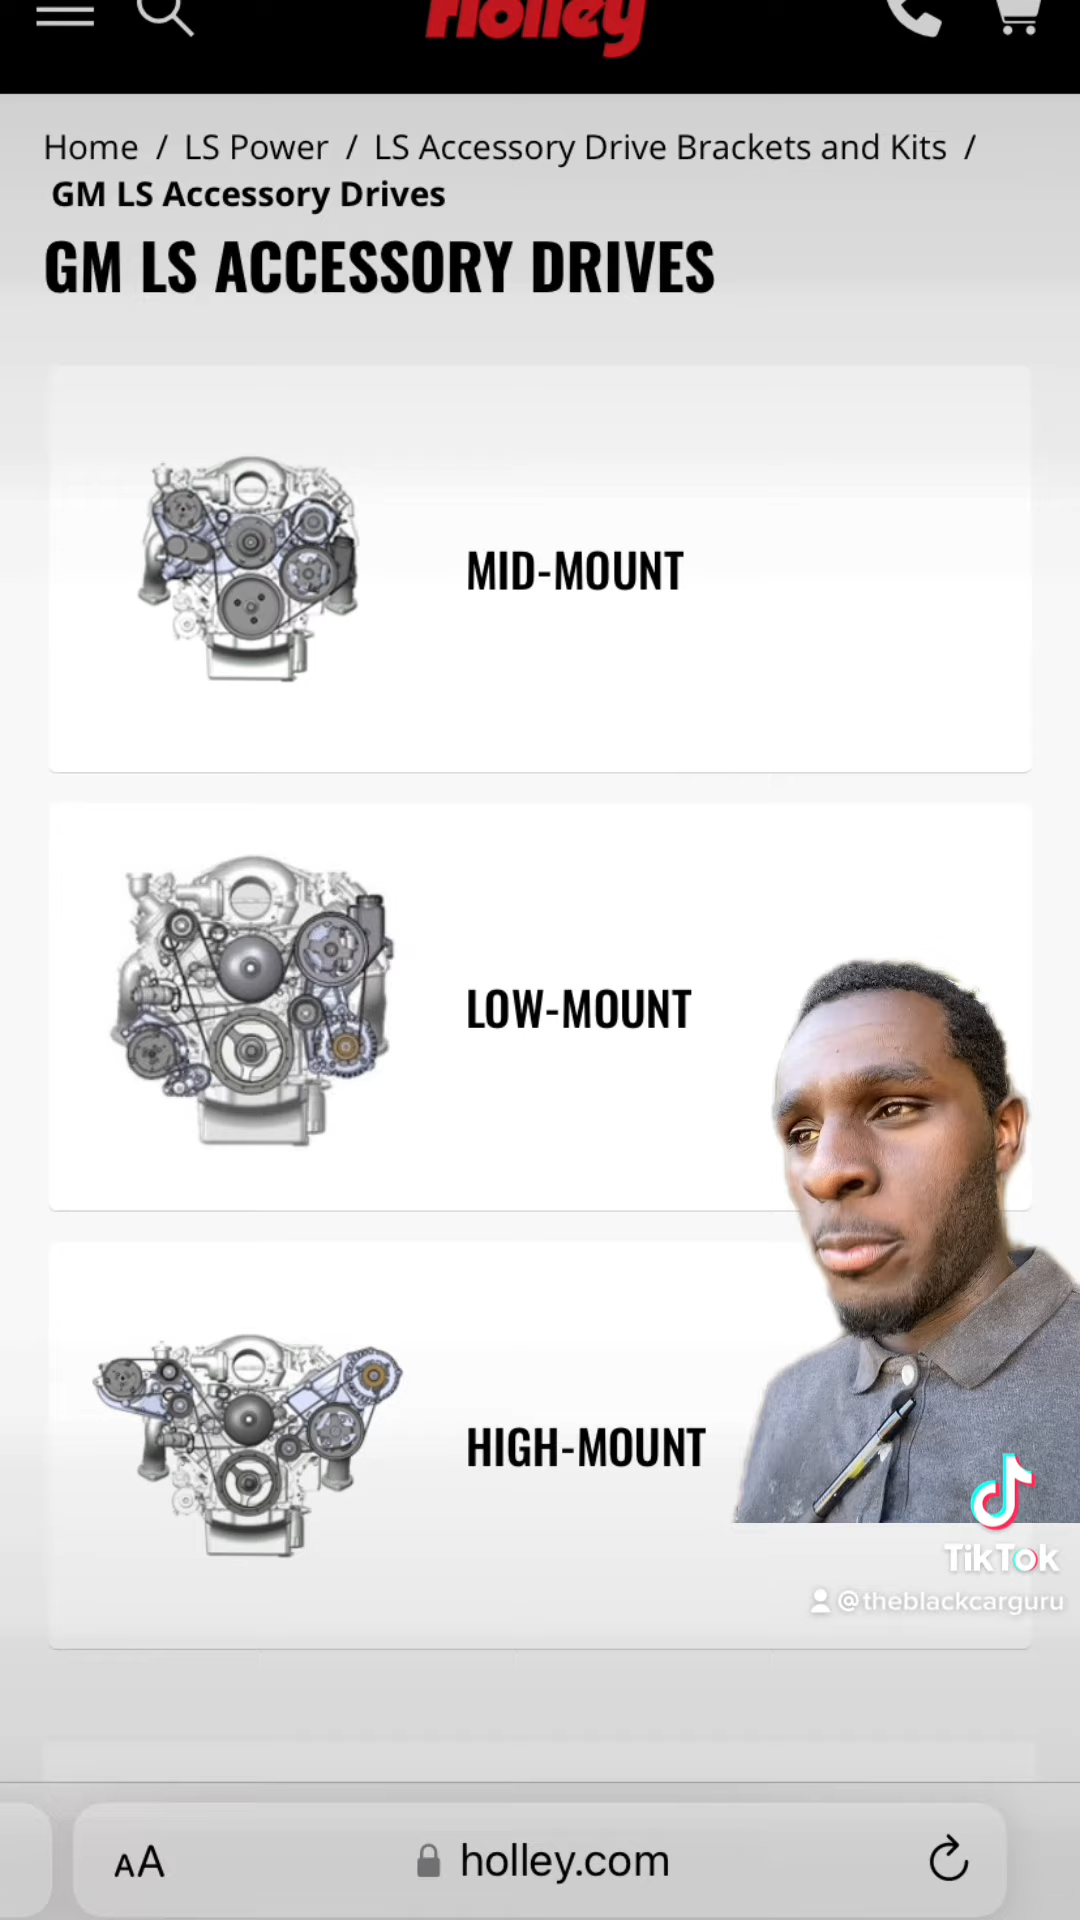 Holley
Home / LS Power / LS Accessory Drive Brackets and Kits /
GM LS Accessory Drives
GM LS ACCESSORY DRIVES
MID-MOUNT
LOW-MOUNT
HIGH-MOUNT
TikTok
@theblackcarguru
AA holley.com